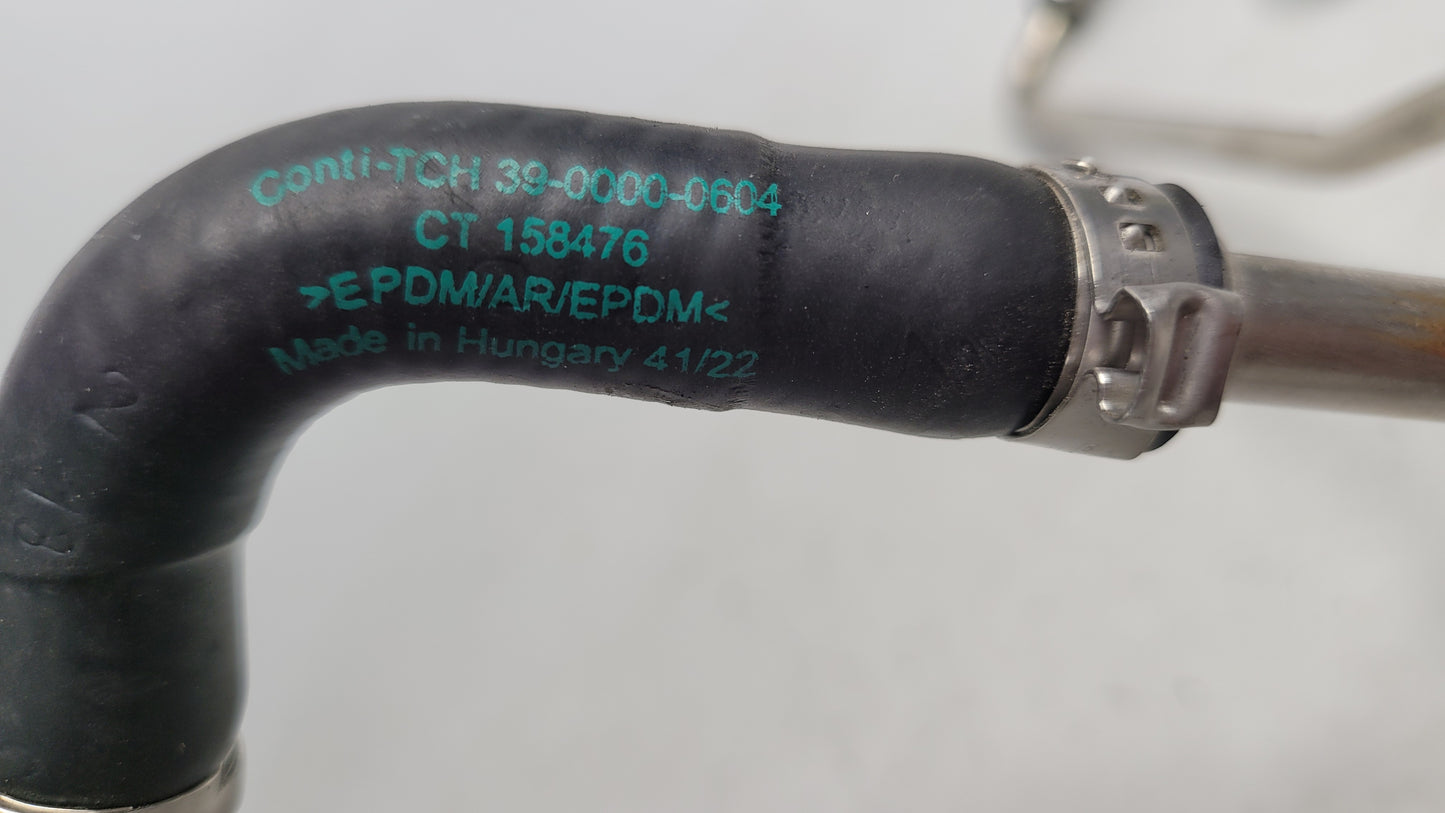 Conti-TCH 39-0000-0604
CT 158476
>EPDM/AR/EPDM<
Made in Hungary 41/22